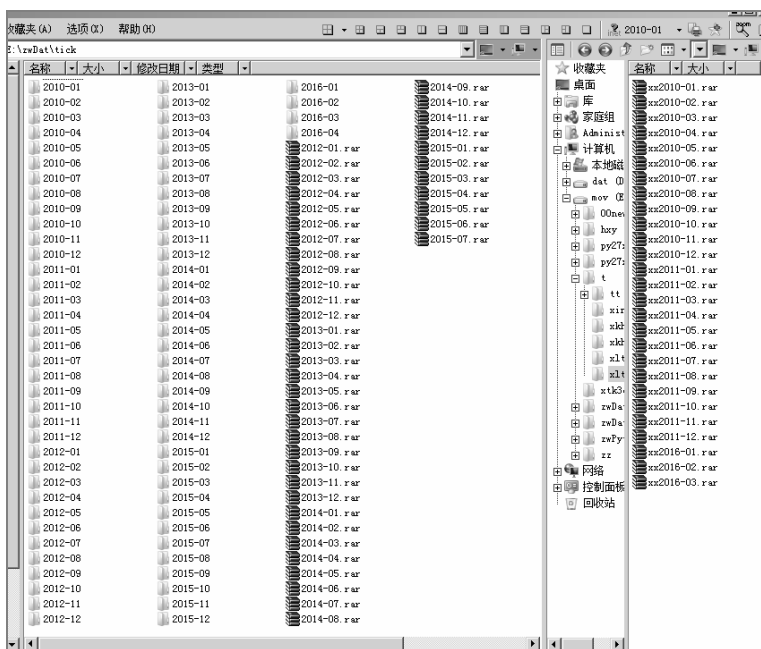 收藏夹(A) 选项(X) 帮助(H) 2010-01
zwDat\tick
名称 大小 修改日期 类型
2010-01 2013-01 2016-01 2014-09.rar
2010-02 2013-02 2016-02 2014-10.rar
2010-03 2013-03 2016-03 2014-11.rar
2010-04 2013-04 2016-04 2014-12.rar
2010-05 2013-05 2012-01.rar 2015-01.rar
2010-06 2013-06 2012-02.rar 2015-02.rar
2010-07 2013-07 2012-03.rar 2015-03.rar
2010-08 2013-08 2012-04.rar 2015-04.rar
2010-09 2013-09 2012-05.rar 2015-05.rar
2010-10 2013-10 2012-06.rar 2015-06.rar
2010-11 2013-11 2012-07.rar 2015-07.rar
2010-12 2013-12 2012-08.rar
2011-01 2014-01 2012-09.rar
2011-02 2014-02 2012-10.rar
2011-03 2014-03 2012-11.rar
2011-04 2014-04 2012-12.rar
2011-05 2014-05 2013-01.rar
2011-06 2014-06 2013-02.rar
2011-07 2014-07 2013-03.rar
2011-08 2014-08 2013-04.rar
2011-09 2014-09 2013-05.rar
2011-10 2014-10 2013-06.rar
2011-11 2014-11 2013-07.rar
2011-12 2014-12 2013-08.rar
2012-01 2015-01 2013-09.rar
2012-02 2015-02 2013-10.rar
2012-03 2015-03 2013-11.rar
2012-04 2015-04 2013-12.rar
2012-05 2015-05 2014-01.rar
2012-06 2015-06 2014-02.rar
2012-07 2015-07 2014-03.rar
2012-08 2015-08 2014-04.rar
2012-09 2015-09 2014-05.rar
2012-10 2015-10 2014-06.rar
2012-11 2015-11 2014-07.rar
2012-12 2015-12 2014-08.rar
收藏夹
桌面
库
家庭组
Administ
计算机
本地磁
dat (D
mov (E
00new
hxy
py27
py27
t
tt
xin
xkh
xkh
xlt
xlt
xtk3
zwDa
zwDa
zwPy
zz
网络
控制面板
回收站
名称 大小
xx2010-01.rar
xx2010-02.rar
xx2010-03.rar
xx2010-04.rar
xx2010-05.rar
xx2010-06.rar
xx2010-07.rar
xx2010-08.rar
xx2010-09.rar
xx2010-10.rar
xx2010-11.rar
xx2010-12.rar
xx2011-01.rar
xx2011-02.rar
xx2011-03.rar
xx2011-04.rar
xx2011-05.rar
xx2011-06.rar
xx2011-07.rar
xx2011-08.rar
xx2011-09.rar
xx2011-10.rar
xx2011-11.rar
xx2011-12.rar
xx2016-01.rar
xx2016-02.rar
xx2016-03.rar